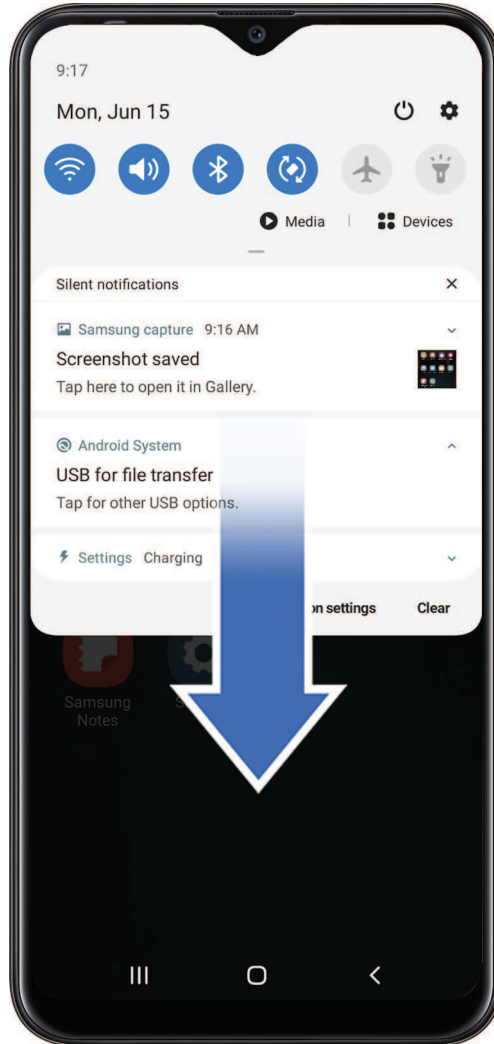 9:17
Mon, Jun 15
Media | Devices
Silent notifications
Samsung capture 9:16 AM
Screenshot saved
Tap here to open it in Gallery.
Android System
USB for file transfer
Tap for other USB options.
Settings Charging
settings Clear
Samsung
Notes